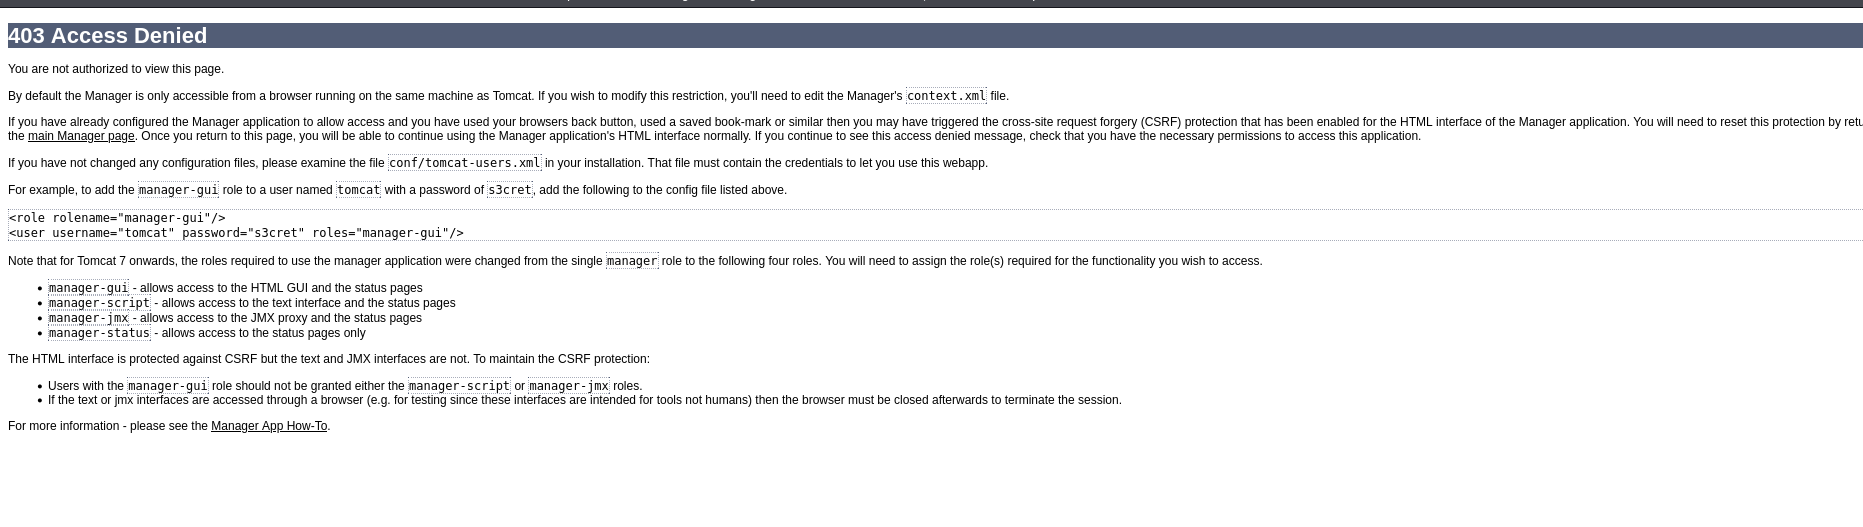 403 Access Denied
You are not authorized to view this page.
By default the Manager is only accessible from a browser running on the same machine as Tomcat. If you wish to modify this restriction, you'll need to edit the Manager's context.xml file.
If you have already configured the Manager application to allow access and you have used your browsers back button, used a saved book-mark or similar then you may have triggered the cross-site request forgery (CSRF) protection that has been enabled for the HTML interface of the Manager application. You will need to reset this protection by
the main Manager page. Once you return to this page, you will be able to continue using the Manager application's HTML interface normally. If you continue to see this access denied message, check that you have the necessary permissions to access this application.
If you have not changed any configuration files, please examine the file conf/tomcat-users.xml in your installation. That file must contain the credentials to let you use this webapp.
For example, to add the manager-gui role to a user named tomcat with a password of s3cret, add the following to the config file listed above.
<role rolename="manager-gui"/>
<user username="tomcat" password="s3cret" roles="manager-gui"/>
Note that for Tomcat 7 onwards, the roles required to use the manager application were changed from the single manager role to the following four roles. You will need to assign the role(s) required for the functionality you wish to access.
• manager-gui - allows access to the HTML GUI and the status pages
• manager-script - allows access to the text interface and the status pages
• manager-jmx - allows access to the JMX proxy and the status pages
• manager-status - allows access to the status pages only
The HTML interface is protected against CSRF but the text and JMX interfaces are not. To maintain the CSRF protection:
• Users with the manager-gui role should not be granted either the manager-script or manager-jmx roles.
• If the text or jmx interfaces are accessed through a browser (e.g. for testing since these interfaces are intended for tools not humans) then the browser must be closed afterwards to terminate the session.
For more information - please see the Manager App How-To.